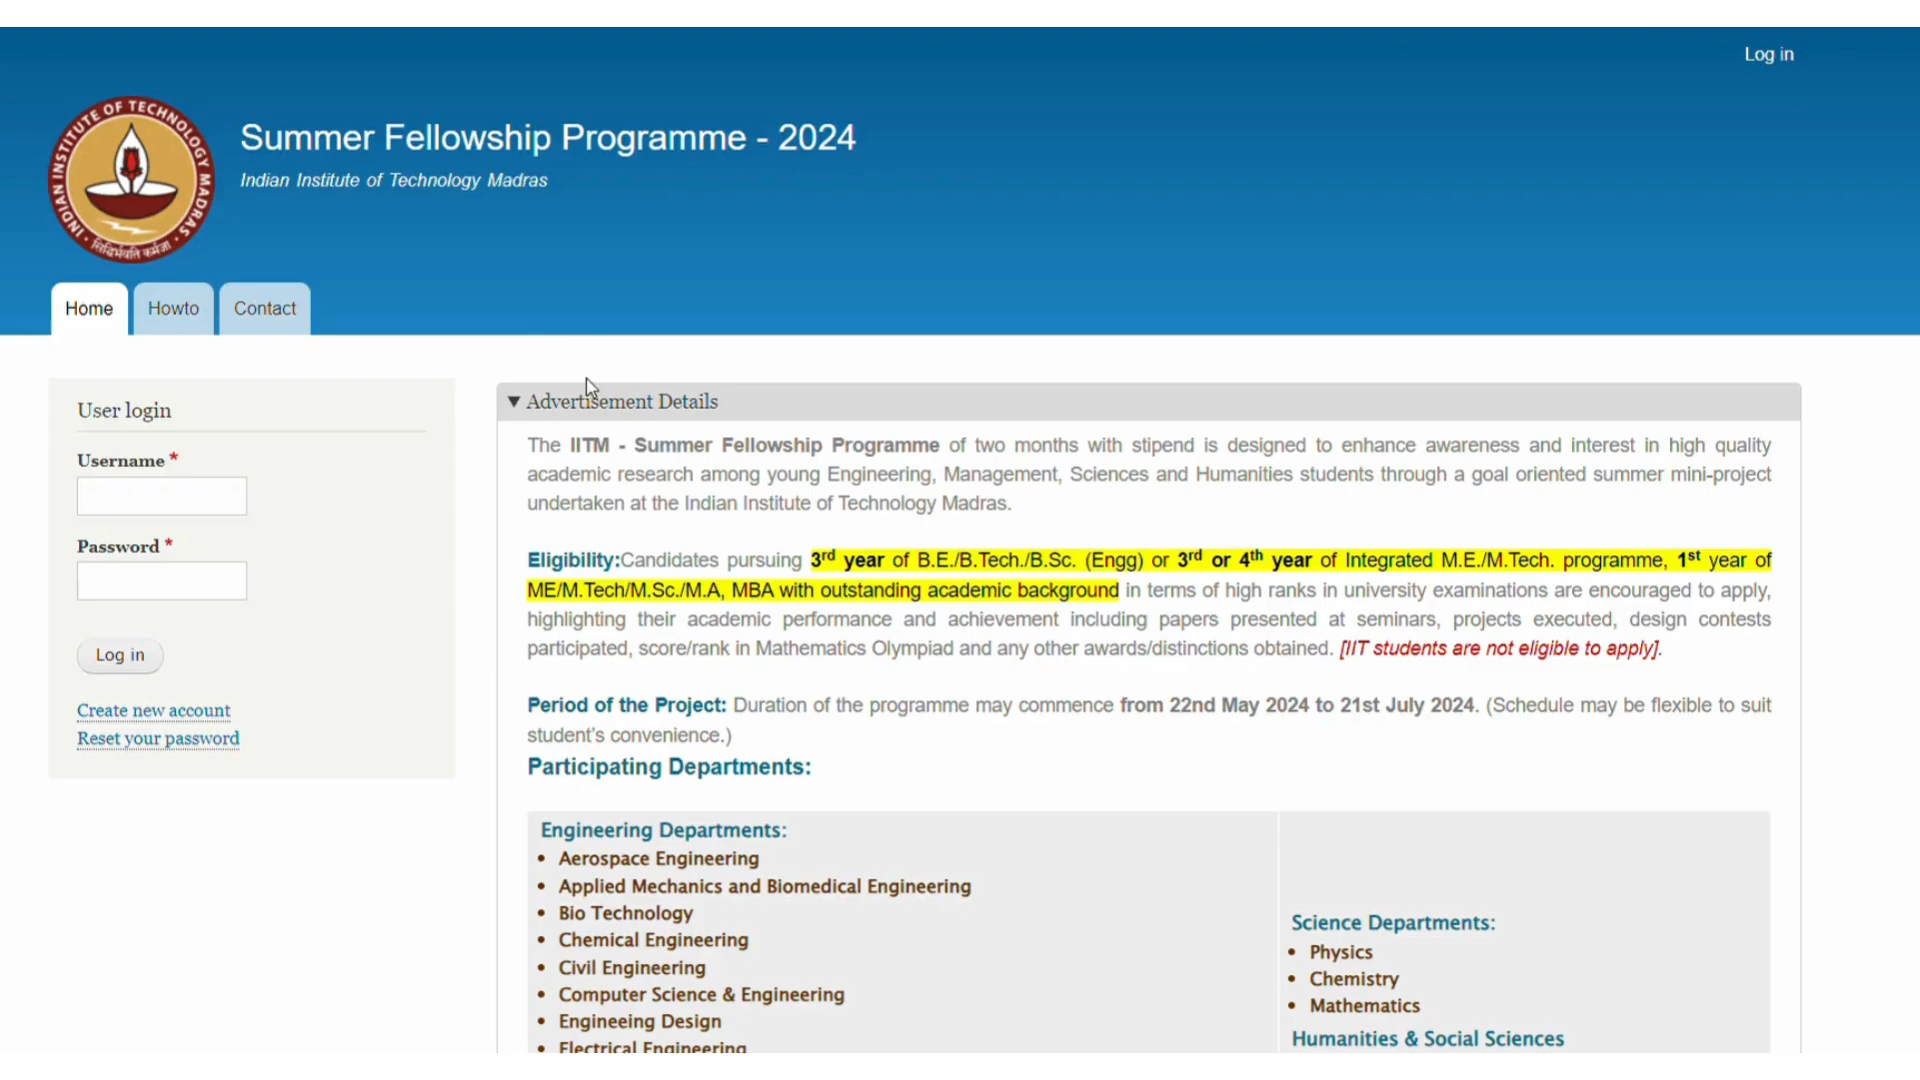 Log in
INDIAN INSTITUTE OF TECHNOLOGY MADRAS
सिद्धिर्भवति कर्मजा
Summer Fellowship Programme - 2024
Indian Institute of Technology Madras
Home
Howto
Contact
User login
Username *
Password *
Log in
Create new account
Reset your password
▼ Advertisement Details
The IITM - Summer Fellowship Programme of two months with stipend is designed to enhance awareness and interest in high quality
academic research among young Engineering, Management, Sciences and Humanities students through a goal oriented summer mini-project
undertaken at the Indian Institute of Technology Madras.
Eligibility:Candidates pursuing 3rd year of B.E./B.Tech./B.Sc. (Engg) or 3rd or 4th year of Integrated M.E./M.Tech. programme, 1st year of
ME/M.Tech/M.Sc./M.A, MBA with outstanding academic background in terms of high ranks in university examinations are encouraged to apply,
highlighting their academic performance and achievement including papers presented at seminars, projects executed, design contests
participated, score/rank in Mathematics Olympiad and any other awards/distinctions obtained. [IIT students are not eligible to apply].
Period of the Project: Duration of the programme may commence from 22nd May 2024 to 21st July 2024. (Schedule may be flexible to suit
student's convenience.)
Participating Departments:
Engineering Departments:
• Aerospace Engineering
• Applied Mechanics and Biomedical Engineering
• Bio Technology
• Chemical Engineering
• Civil Engineering
• Computer Science & Engineering
• Engineeing Design
• Electrical Engineering
Science Departments:
• Physics
• Chemistry
• Mathematics
Humanities & Social Sciences